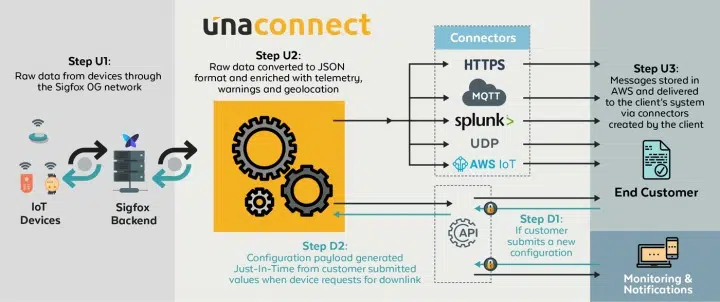 unaconnect
Step U1:
Raw data from devices through
the Sigfox 0G network
IoT
Devices
Sigfox
Backend
Step U2:
Raw data converted to JSON
format and enriched with telemetry,
warnings and geolocation
Step D2:
Configuration payload generated
Just-In-Time from customer submitted
values when device requests for downlink
Connectors
HTTPS
MQTT
splunk>
UDP
AWS IoT
API
Step D1:
If customer
submits a new
configuration
Step U3:
Messages stored in
AWS and delivered
to the client's system
via connectors
created by the client
End Customer
Monitoring &
Notifications